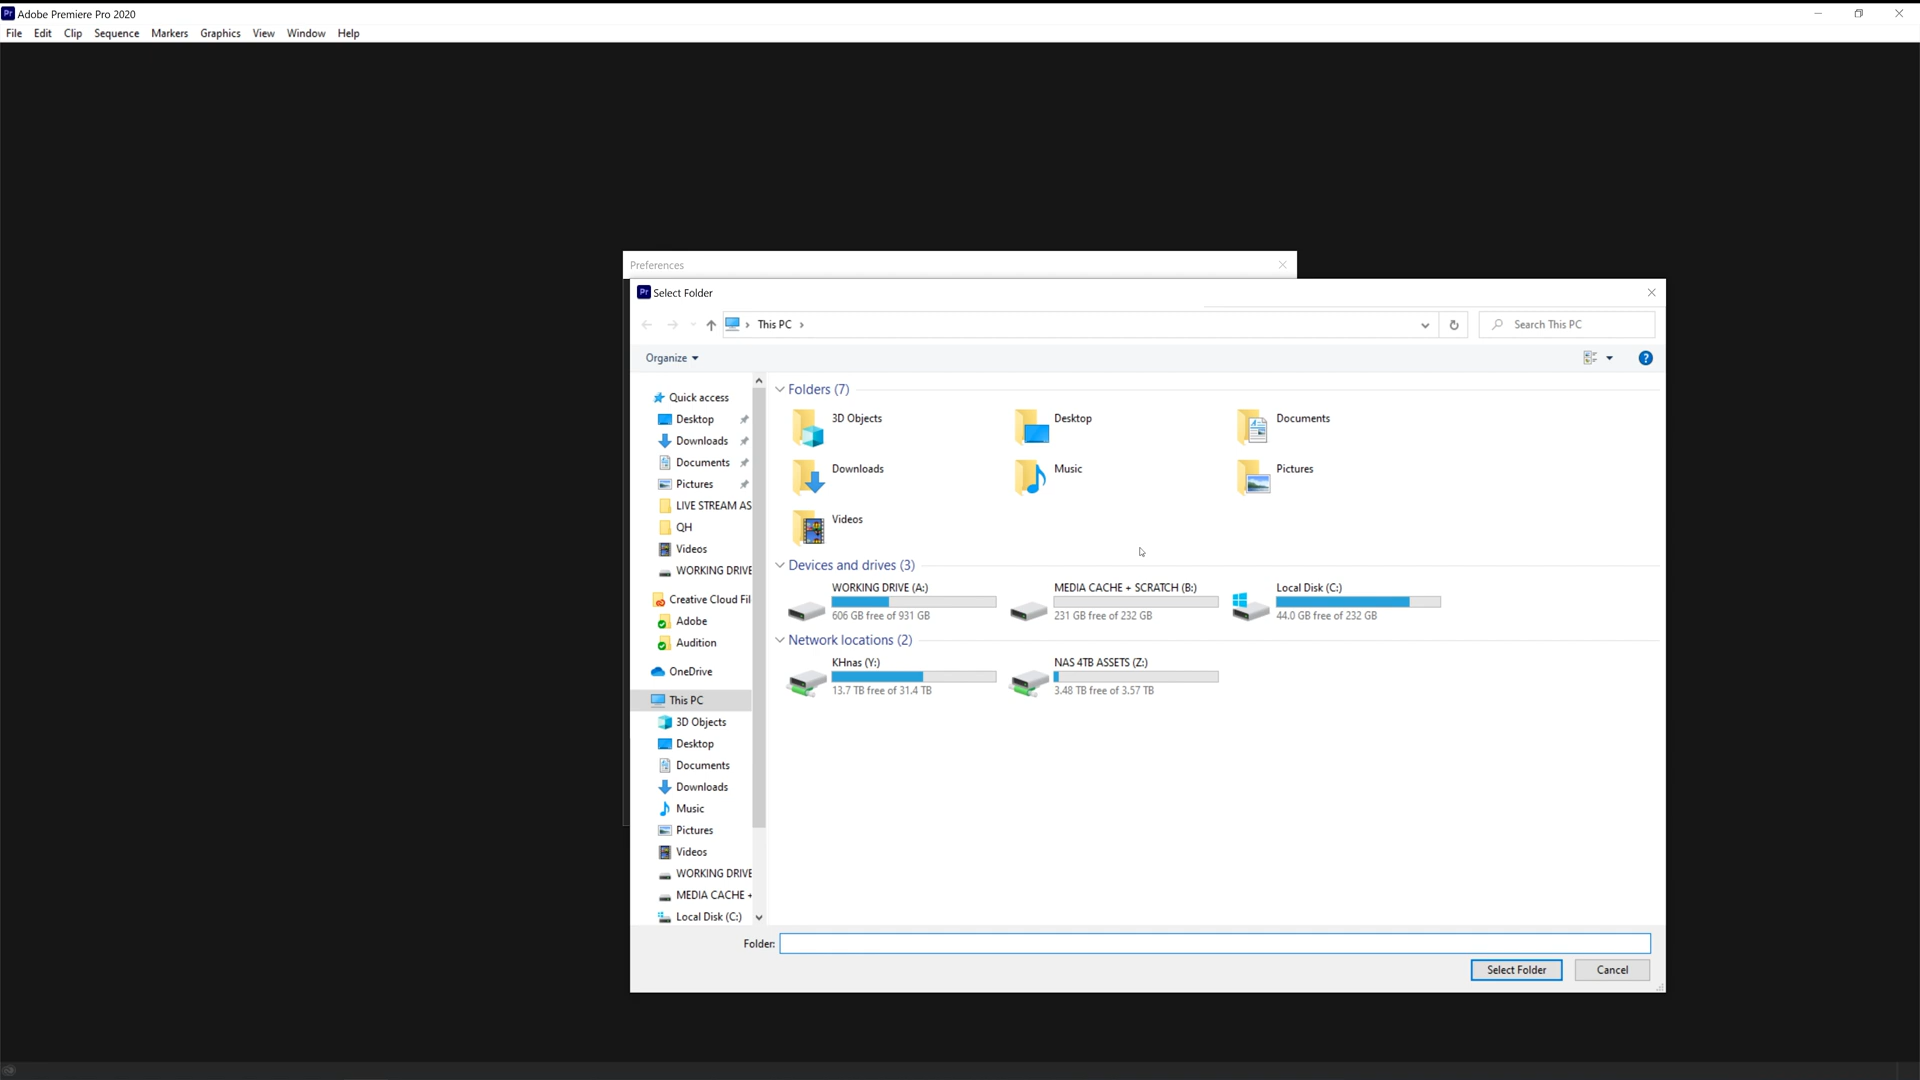 Pr Adobe Premiere Pro 2020
File Edit Clip Sequence Markers Graphics View Window Help
Preferences
Pr Select Folder
This PC
Search This PC
Organize
Quick access
Desktop
Downloads
Documents
Pictures
LIVE STREAM AS
QH
Videos
WORKING DRIVE
Creative Cloud Fil
Adobe
Audition
OneDrive
This PC
3D Objects
Desktop
Documents
Downloads
Music
Pictures
Videos
WORKING DRIVE
MEDIA CACHE +
Local Disk (C:)
Folders (7)
3D Objects
Desktop
Documents
Downloads
Music
Pictures
Videos
Devices and drives (3)
WORKING DRIVE (A:)
606 GB free of 931 GB
MEDIA CACHE + SCRATCH (B:)
231 GB free of 232 GB
Local Disk (C:)
44.0 GB free of 232 GB
Network locations (2)
KHnas (Y:)
13.7 TB free of 31.4 TB
NAS 4TB ASSETS (Z:)
3.48 TB free of 3.57 TB
Folder:
Select Folder
Cancel